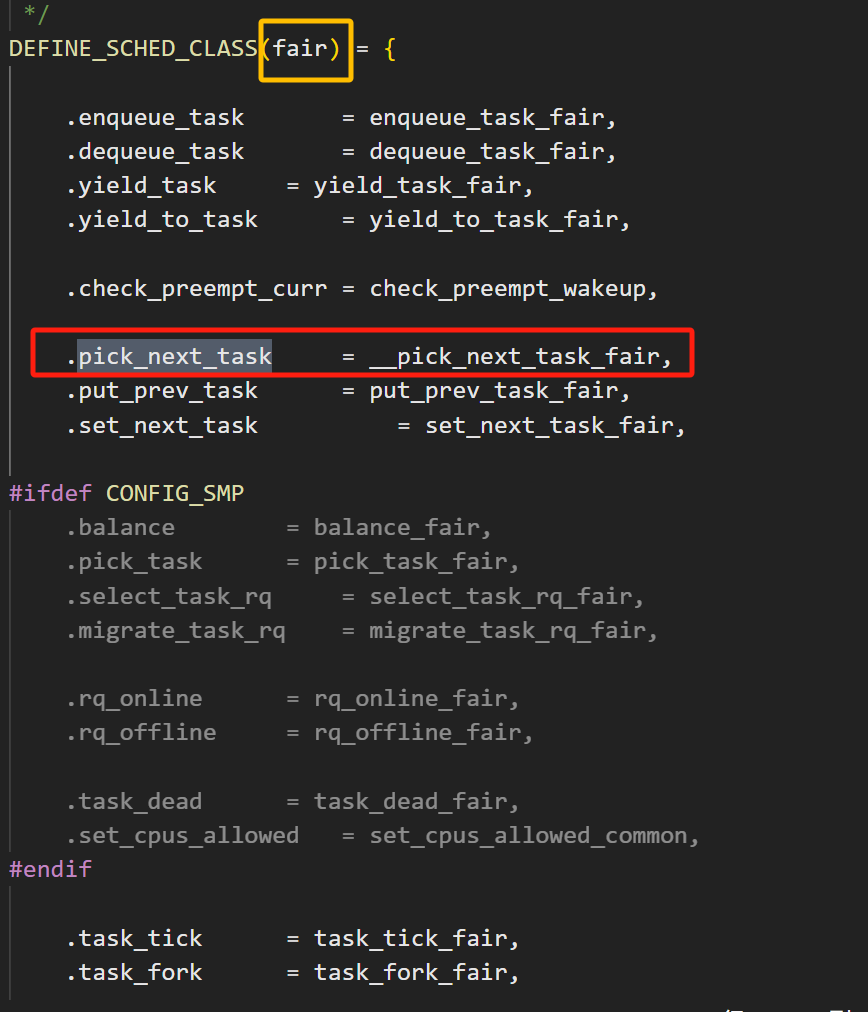 */
DEFINE_SCHED_CLASS(fair) = {
.enqueue_task = enqueue_task_fair,
.dequeue_task = dequeue_task_fair,
.yield_task = yield_task_fair,
.yield_to_task = yield_to_task_fair,
.check_preempt_curr = check_preempt_wakeup,
.pick_next_task = __pick_next_task_fair,
.put_prev_task = put_prev_task_fair,
.set_next_task = set_next_task_fair,
#ifdef CONFIG_SMP
.balance = balance_fair,
.pick_task = pick_task_fair,
.select_task_rq = select_task_rq_fair,
.migrate_task_rq = migrate_task_rq_fair,
.rq_online = rq_online_fair,
.rq_offline = rq_offline_fair,
.task_dead = task_dead_fair,
.set_cpus_allowed = set_cpus_allowed_common,
#endif
.task_tick = task_tick_fair,
.task_fork = task_fork_fair,